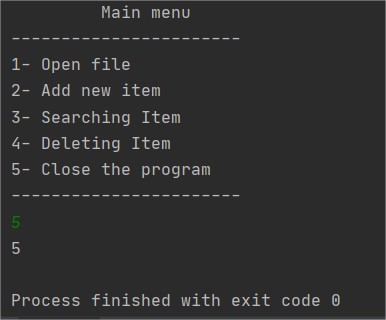 Main menu
-----------------------
1- Open file
2- Add new item
3- Searching Item
4- Deleting Item
5- Close the program
-----------------------
5
5
Process finished with exit code 0